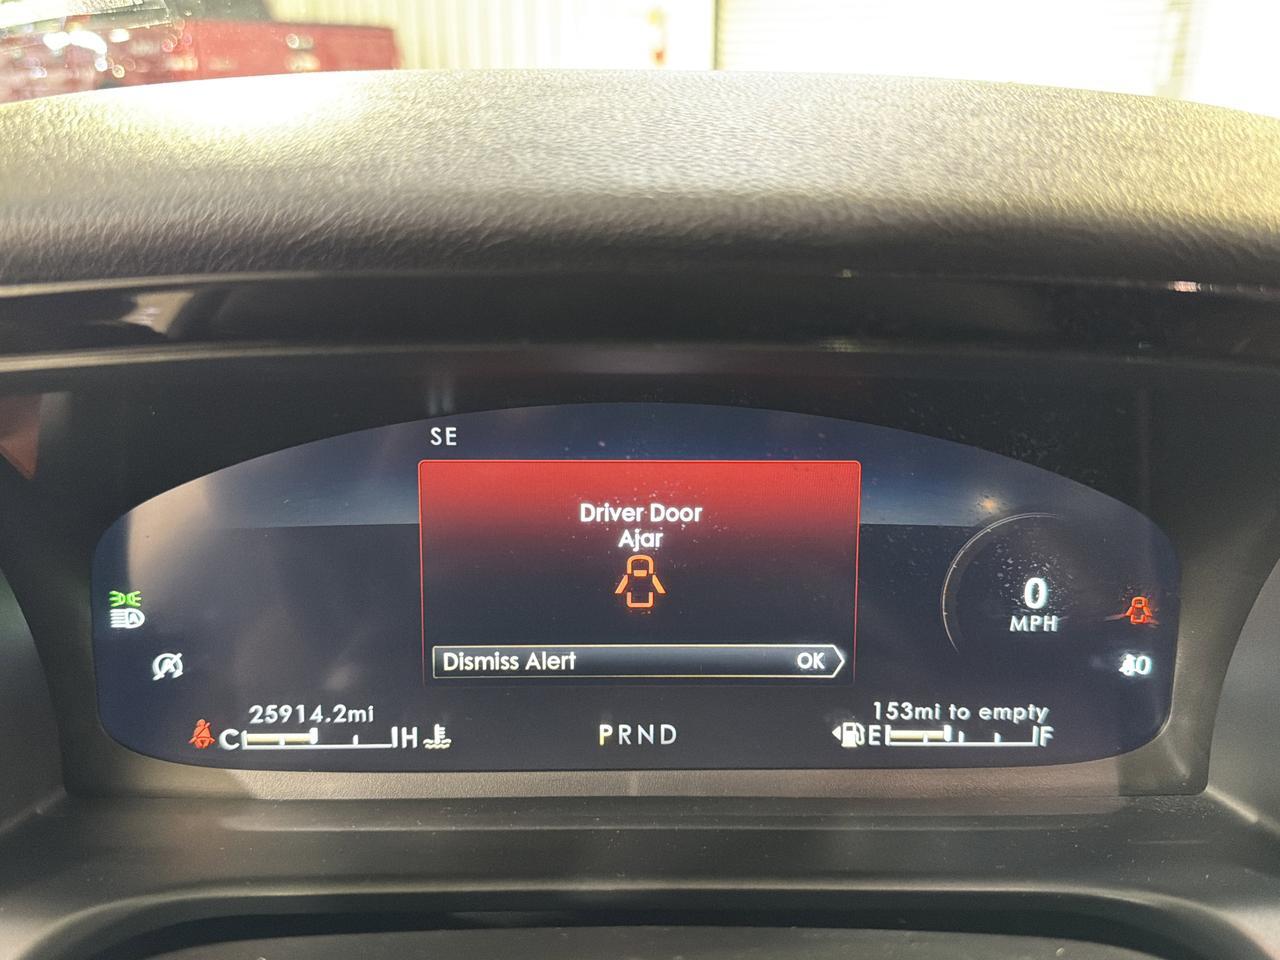 SE
Driver Door
Ajar
Dismiss Alert OK
0
MPH
25914.2mi
C H
PRND
153mi to empty
E F